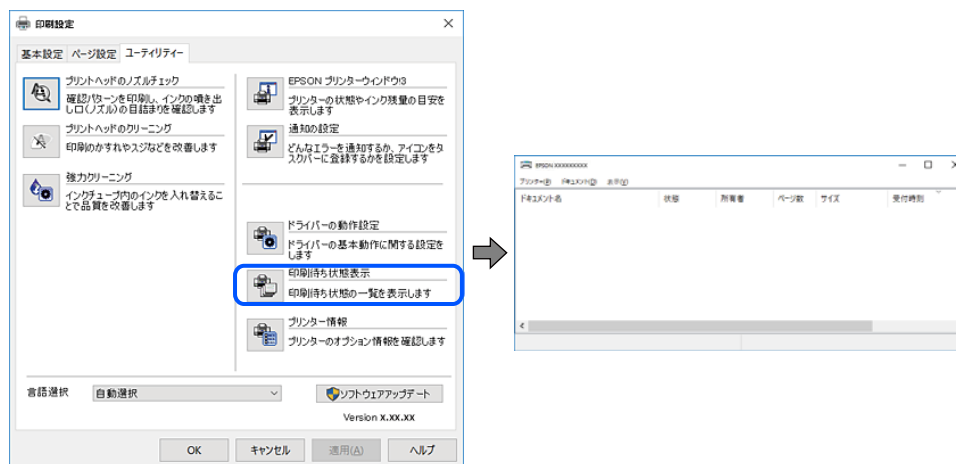 印刷設定
基本設定 ページ設定 ユーティリティー
プリントヘッドのノズルチェック
確認パターンを印刷し、インクの噴き出
し口(ノズル)の目詰まりを確認します
プリントヘッドのクリーニング
印刷のかすれやスジなどを改善します
強力クリーニング
インクチューブ内のインクを入れ替えるこ
とで品質を改善します
EPSON プリンターウィンドウ!3
プリンターの状態やインク残量の目安を
表示します
通知の設定
どんなエラーを通知するか、アイコンをタ
スクバーに登録するかを設定します
ドライバーの動作設定
ドライバーの基本動作に関する設定を
します
印刷待ち状態表示
印刷待ち状態の一覧を表示します
プリンター情報
プリンターのオプション情報を確認します
言語選択 自動選択 ソフトウェアアップデート
Version X.XX.XX
OK キャンセル 適用(A) ヘルプ
EPSON XXXXXXXXXX
プリンター(P) ドキュメント(D) 表示(V)
ドキュメント名 状態 所有者 ページ数 サイズ 受付時刻